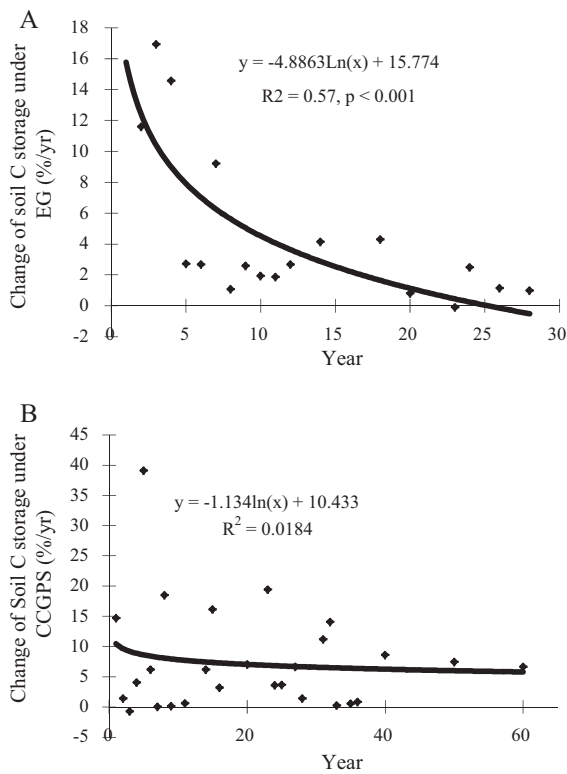 A
Change of soil C storage under
EG (%/yr)
18
16
14
12
10
8
6
4
2
0
-2
y = -4.8863Ln(x) + 15.774
R2 = 0.57, p < 0.001
0 5 10 15 20 25 30
Year
B
Change of Soil C storage under
CCGPS (%/yr)
45
40
35
30
25
20
15
10
5
0
-5
y = -1.134ln(x) + 10.433
R² = 0.0184
0 20 40 60
Year